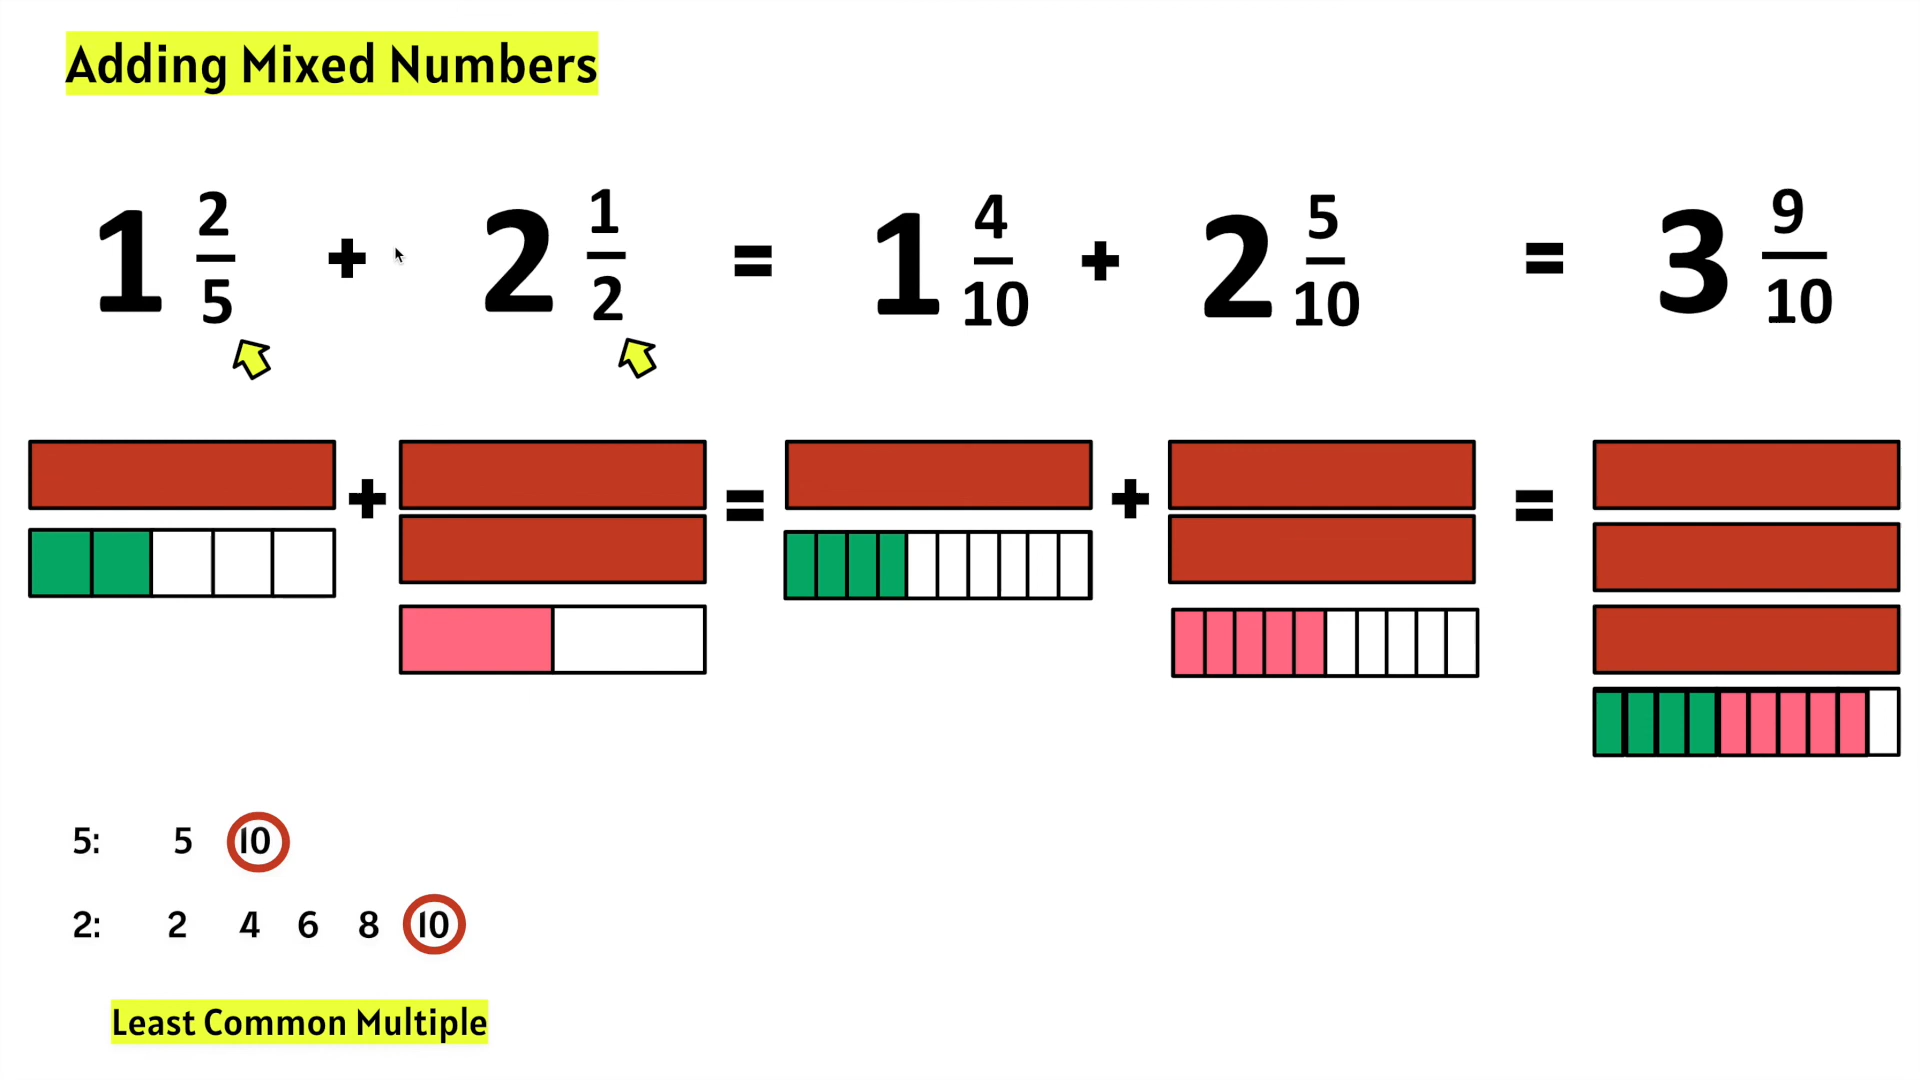 Adding Mixed Numbers
1 2/5 + 2 1/2 = 1 4/10 + 2 5/10 = 3 9/10
+ = + =
5: 5 10
2: 2 4 6 8 10
Least Common Multiple